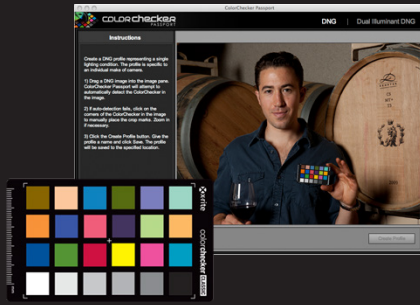 ColorChecker Passport
colorchecker
PASSPORT
DNG | Dual Illuminant DNG
Instructions
Create a DNG profile representing a single
lighting condition. The profile is specific to
an individual make of camera.
1) Drag a DNG image into the image pane.
ColorChecker Passport will attempt to
automatically detect the ColorChecker in
the image.
2) If auto-detection fails, click on the
corners of the ColorChecker in the image
to manually place the crop marks. Zoom in
if necessary.
3) Click the Create Profile button. Give the
profile a name and click Save. The profile
will be saved to the specified location.
Create Profile
x-rite
colorchecker CLASSIC